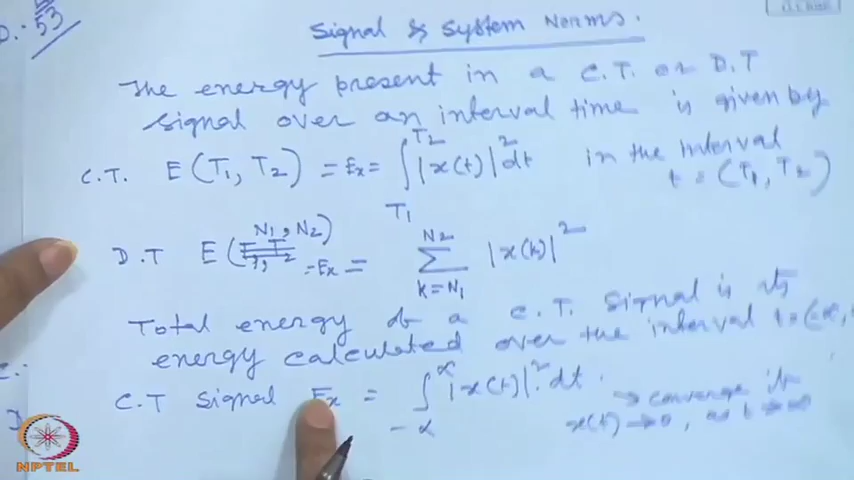 D.-53
Signal & System Norms.
The energy present in a C.T. or D.T
signal over an interval time is given by
C.T. E(T1, T2) = Ex = ∫_{T1}^{T2} |x(t)|^2 dt in the interval
t = (T1, T2)
D.T E(N1, N2) = Ex = ∑_{k=N1}^{N2} |x(k)|^2
Total energy of a C.T. signal is its
energy calculated over the interval t=(-∞,
C.T signal Ex = ∫_{-∞}^{∞} |x(t)|^2 dt. → converge if
x(t) → 0, as t → ∞
NPTEL